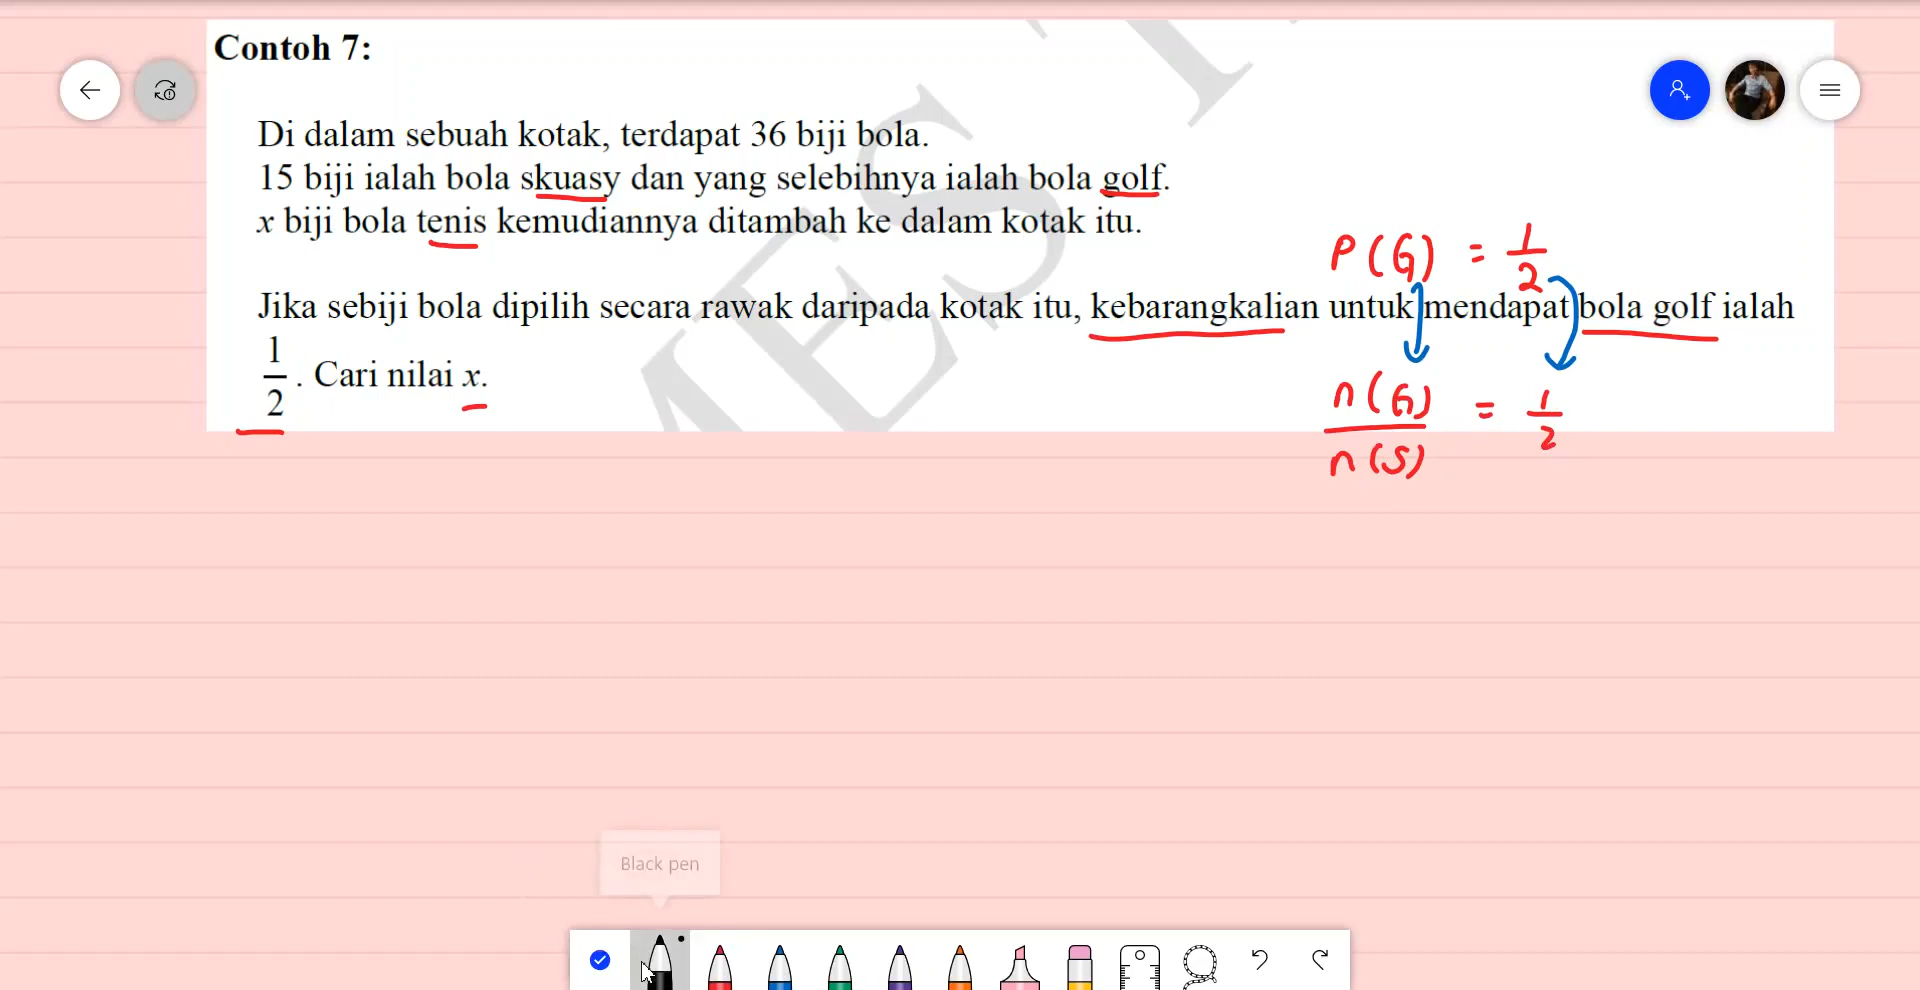 Contoh 7:
Di dalam sebuah kotak, terdapat 36 biji bola.
15 biji ialah bola skuasy dan yang selebihnya ialah bola golf.
x biji bola tenis kemudiannya ditambah ke dalam kotak itu.
P(G) = 1/2
Jika sebiji bola dipilih secara rawak daripada kotak itu, kebarangkalian untuk mendapat bola golf ialah
1/2. Cari nilai x.
n(G)/n(S) = 1/2
Black pen